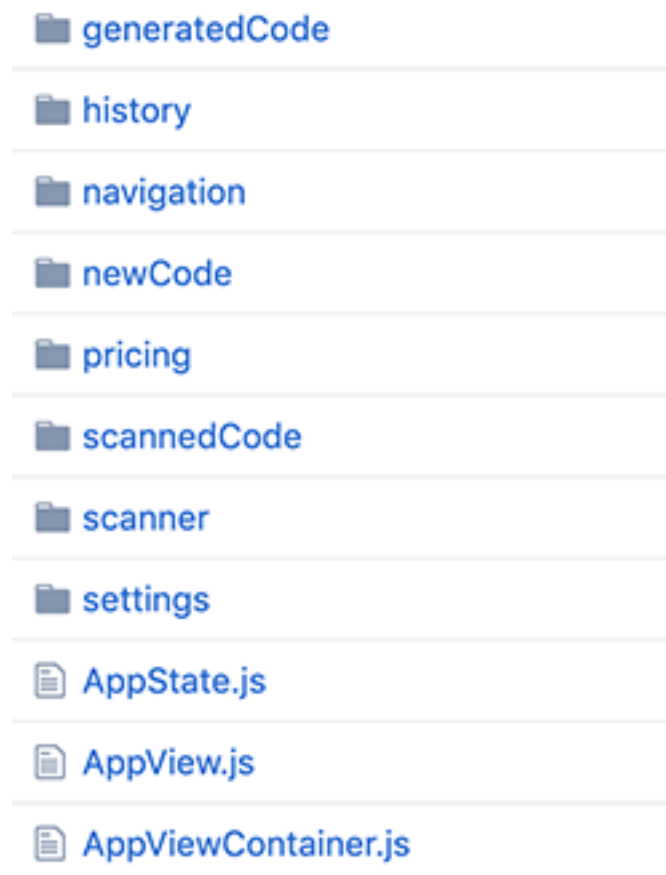 generatedCode
history
navigation
newCode
pricing
scannedCode
scanner
settings
AppState.js
AppView.js
AppViewContainer.js